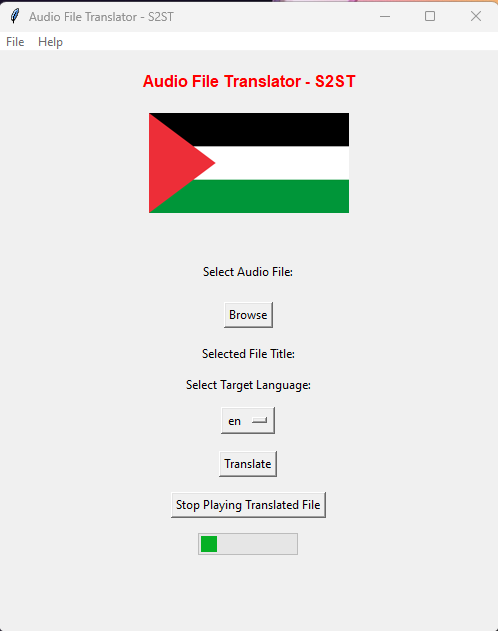 Audio File Translator - S2ST
File Help
Audio File Translator - S2ST
Select Audio File:
Browse
Selected File Title:
Select Target Language:
en
Translate
Stop Playing Translated File